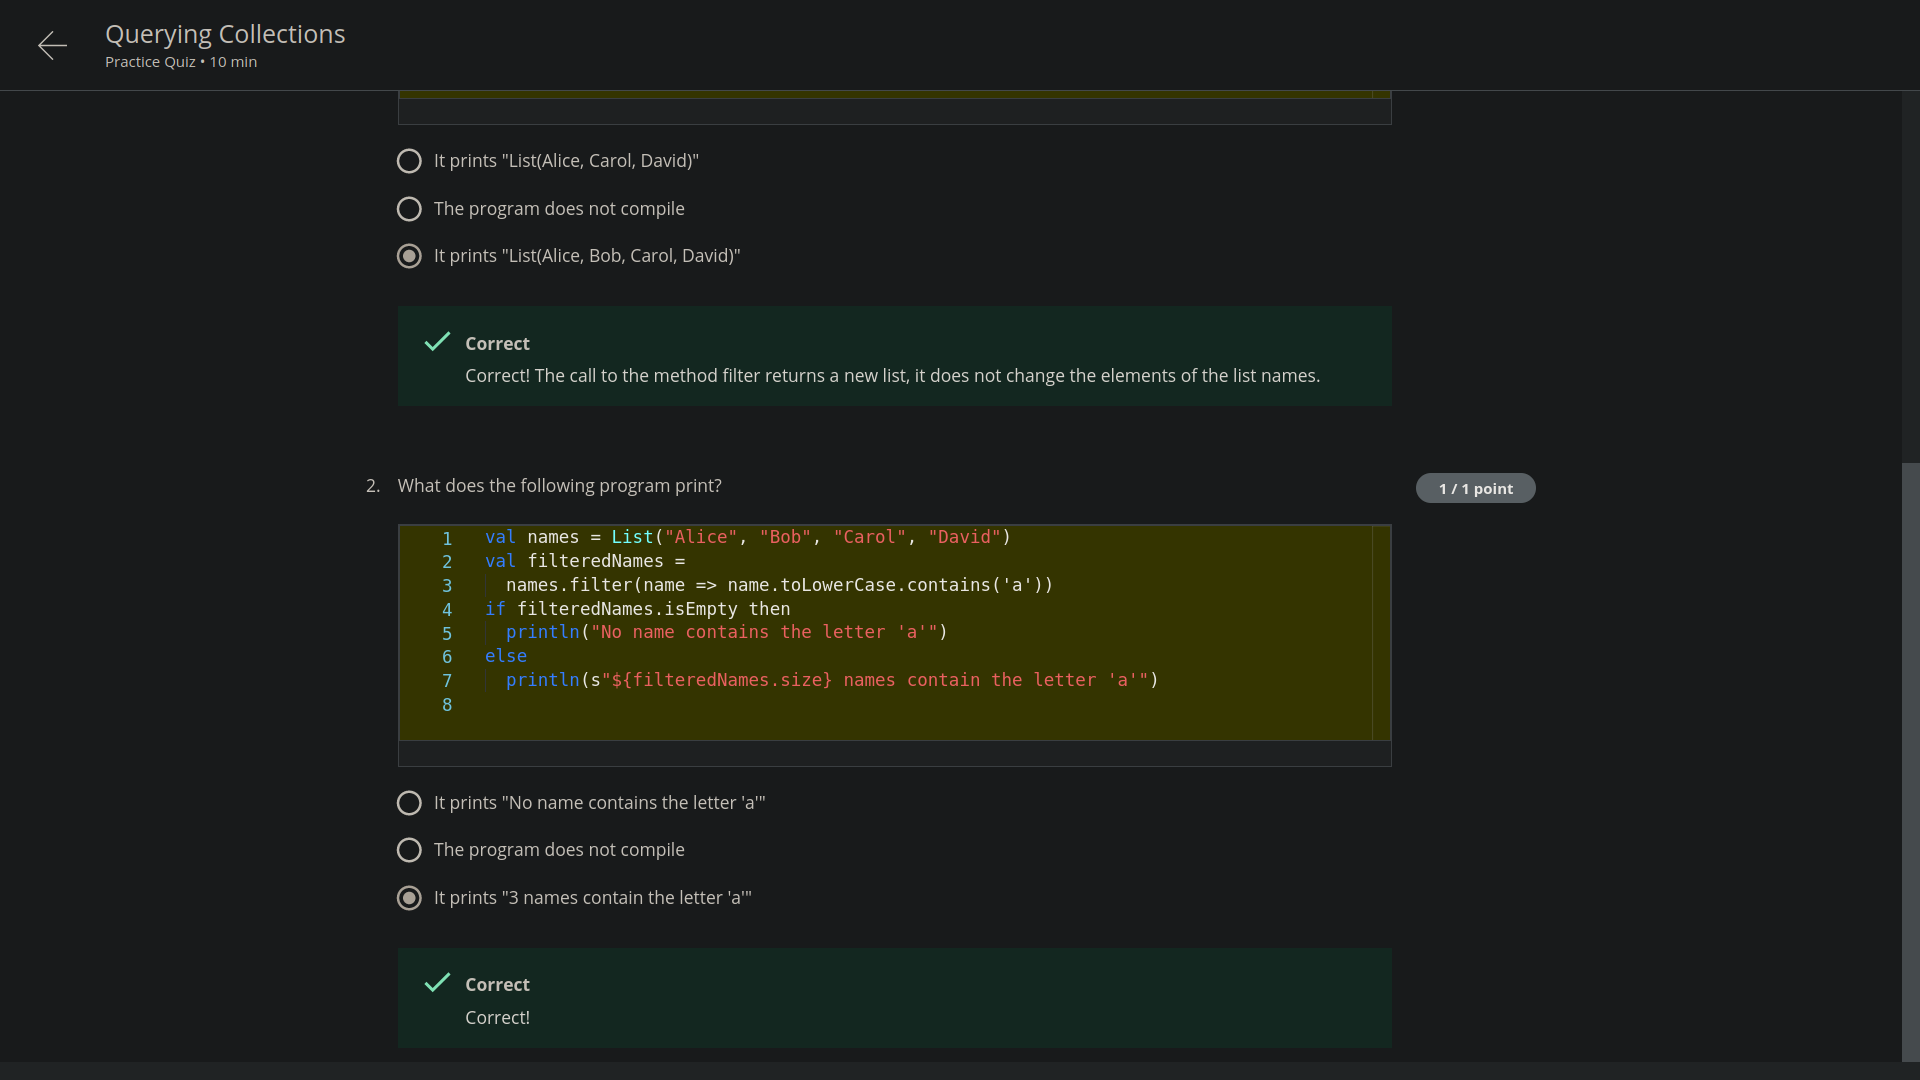 Querying Collections
Practice Quiz • 10 min
It prints "List(Alice, Carol, David)"
The program does not compile
It prints "List(Alice, Bob, Carol, David)"
Correct
Correct! The call to the method filter returns a new list, it does not change the elements of the list names.
2. What does the following program print?
1 / 1 point
1 val names = List("Alice", "Bob", "Carol", "David")
2 val filteredNames =
3   names.filter(name => name.toLowerCase.contains('a'))
4 if filteredNames.isEmpty then
5   println("No name contains the letter 'a'")
6 else
7   println(s"${filteredNames.size} names contain the letter 'a'")
8
It prints "No name contains the letter 'a'"
The program does not compile
It prints "3 names contain the letter 'a'"
Correct
Correct!